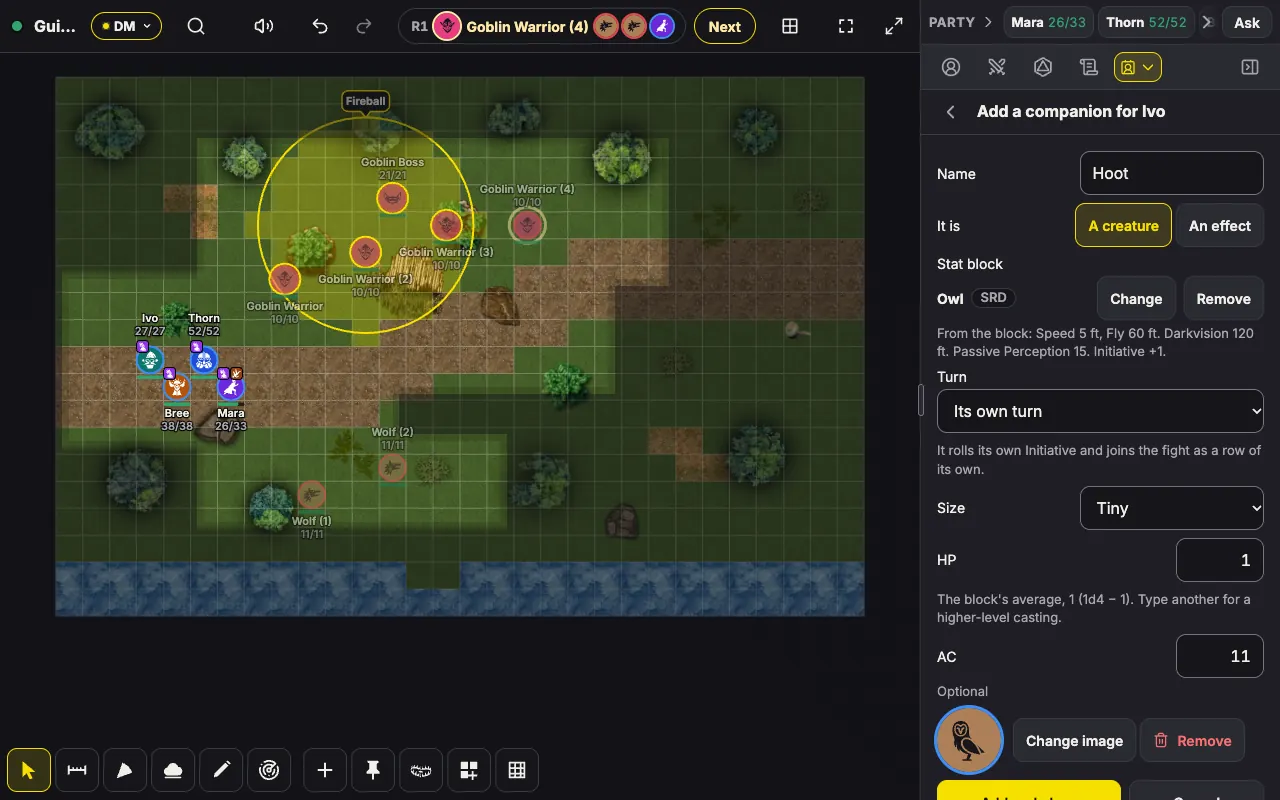 Gui...
DM
R1
Goblin Warrior (4)
Next
PARTY
Mara 26/33
Thorn 52/52
Ask
Add a companion for Ivo
Name
Hoot
It is
A creature
An effect
Stat block
Owl
SRD
Change
Remove
From the block: Speed 5 ft, Fly 60 ft. Darkvision 120
ft. Passive Perception 15. Initiative +1.
Turn
Its own turn
It rolls its own Initiative and joins the fight as a row of
its own.
Size
Tiny
HP
1
The block's average, 1 (1d4 − 1). Type another for a
higher-level casting.
AC
11
Optional
Change image
Remove
Fireball
Goblin Boss
21/21
Goblin Warrior (4)
10/10
Goblin Warrior (3)
10/10
Goblin Warrior (2)
10/10
Goblin Warrior
10/10
Ivo
27/27
Thorn
52/52
Bree
38/38
Mara
26/33
Wolf (2)
11/11
Wolf (1)
11/11